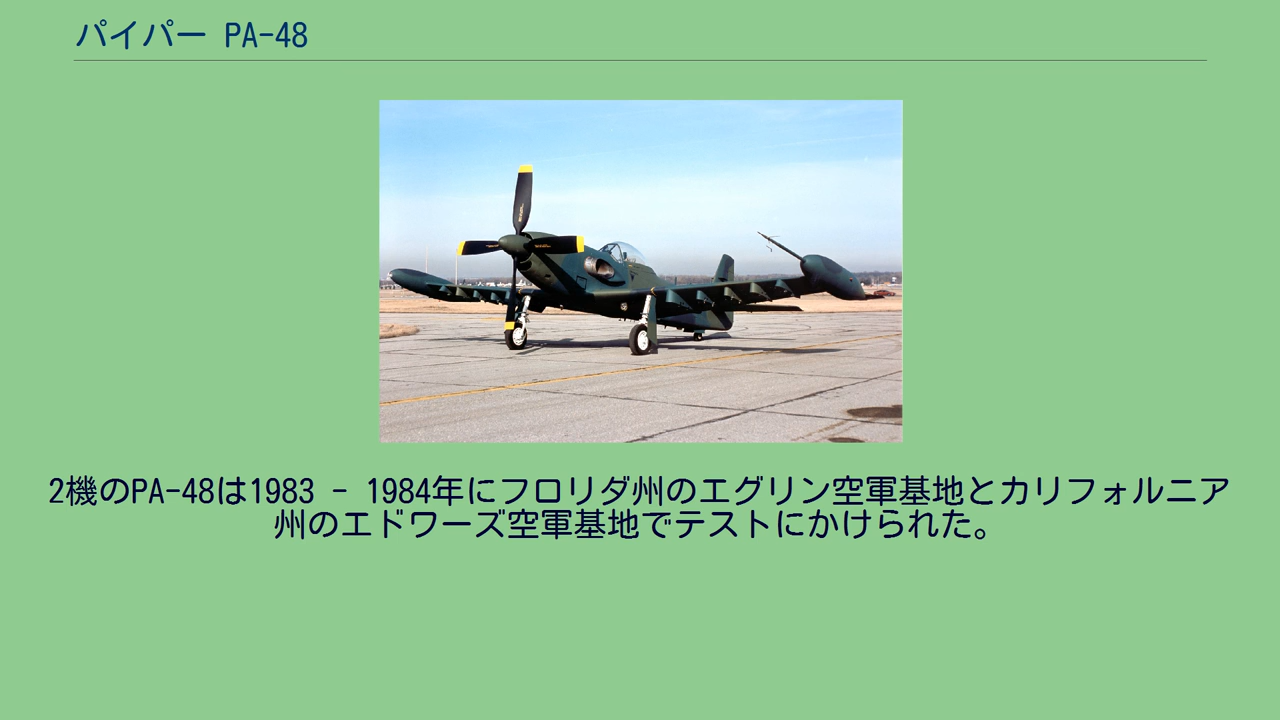 パイパー PA-48
2機のPA-48は1983 - 1984年にフロリダ州のエグリン空軍基地とカリフォルニア
州のエドワーズ空軍基地でテストにかけられた。